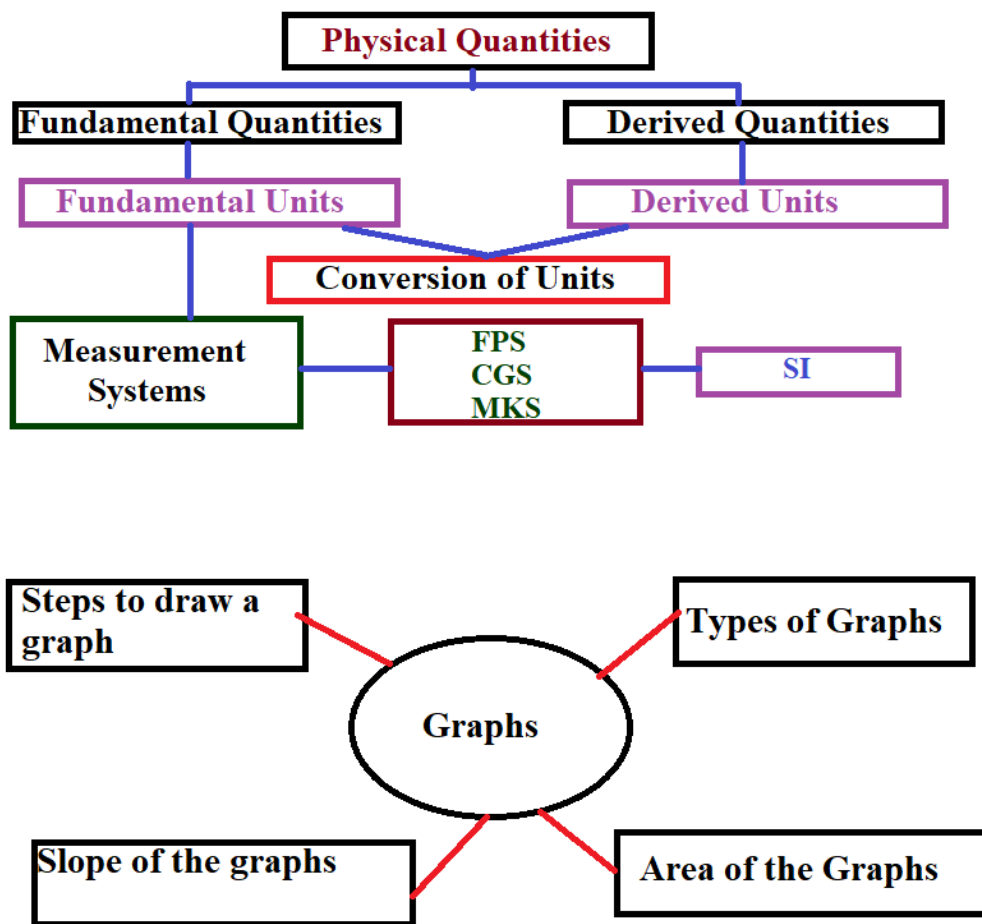 Physical Quantities
Fundamental Quantities
Derived Quantities
Fundamental Units
Derived Units
Conversion of Units
Measurement
Systems
FPS
CGS
MKS
SI
Steps to draw a
graph
Types of Graphs
Graphs
Slope of the graphs
Area of the Graphs